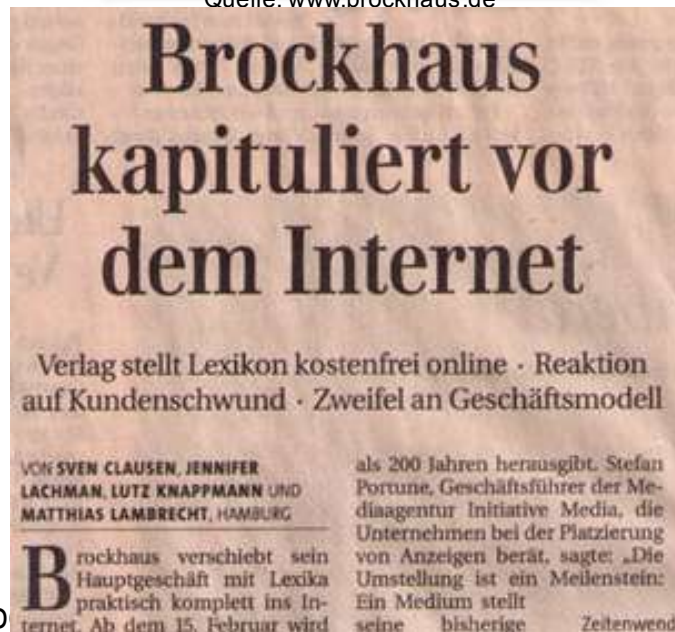 Quelle: www.brockhaus.de
Brockhaus
kapituliert vor
dem Internet
Verlag stellt Lexikon kostenfrei online · Reaktion
auf Kundenschwund · Zweifel an Geschäftsmodell
VON SVEN CLAUSEN, JENNIFER
LACHMAN, LUTZ KNAPPMANN UND
MATTHIAS LAMBRECHT, HAMBURG
Brockhaus verschiebt sein
Hauptgeschäft mit Lexika
praktisch komplett ins In-
ternet. Ab dem 15. Februar wird
als 200 Jahren herausgibt. Stefan
Portune, Geschäftsführer der Me-
diaagentur Initiative Media, die
Unternehmen bei der Platzierung
von Anzeigen berät, sagte: „Die
Umstellung ist ein Meilenstein:
Ein Medium stellt
seine bisherige
Zeitenwend